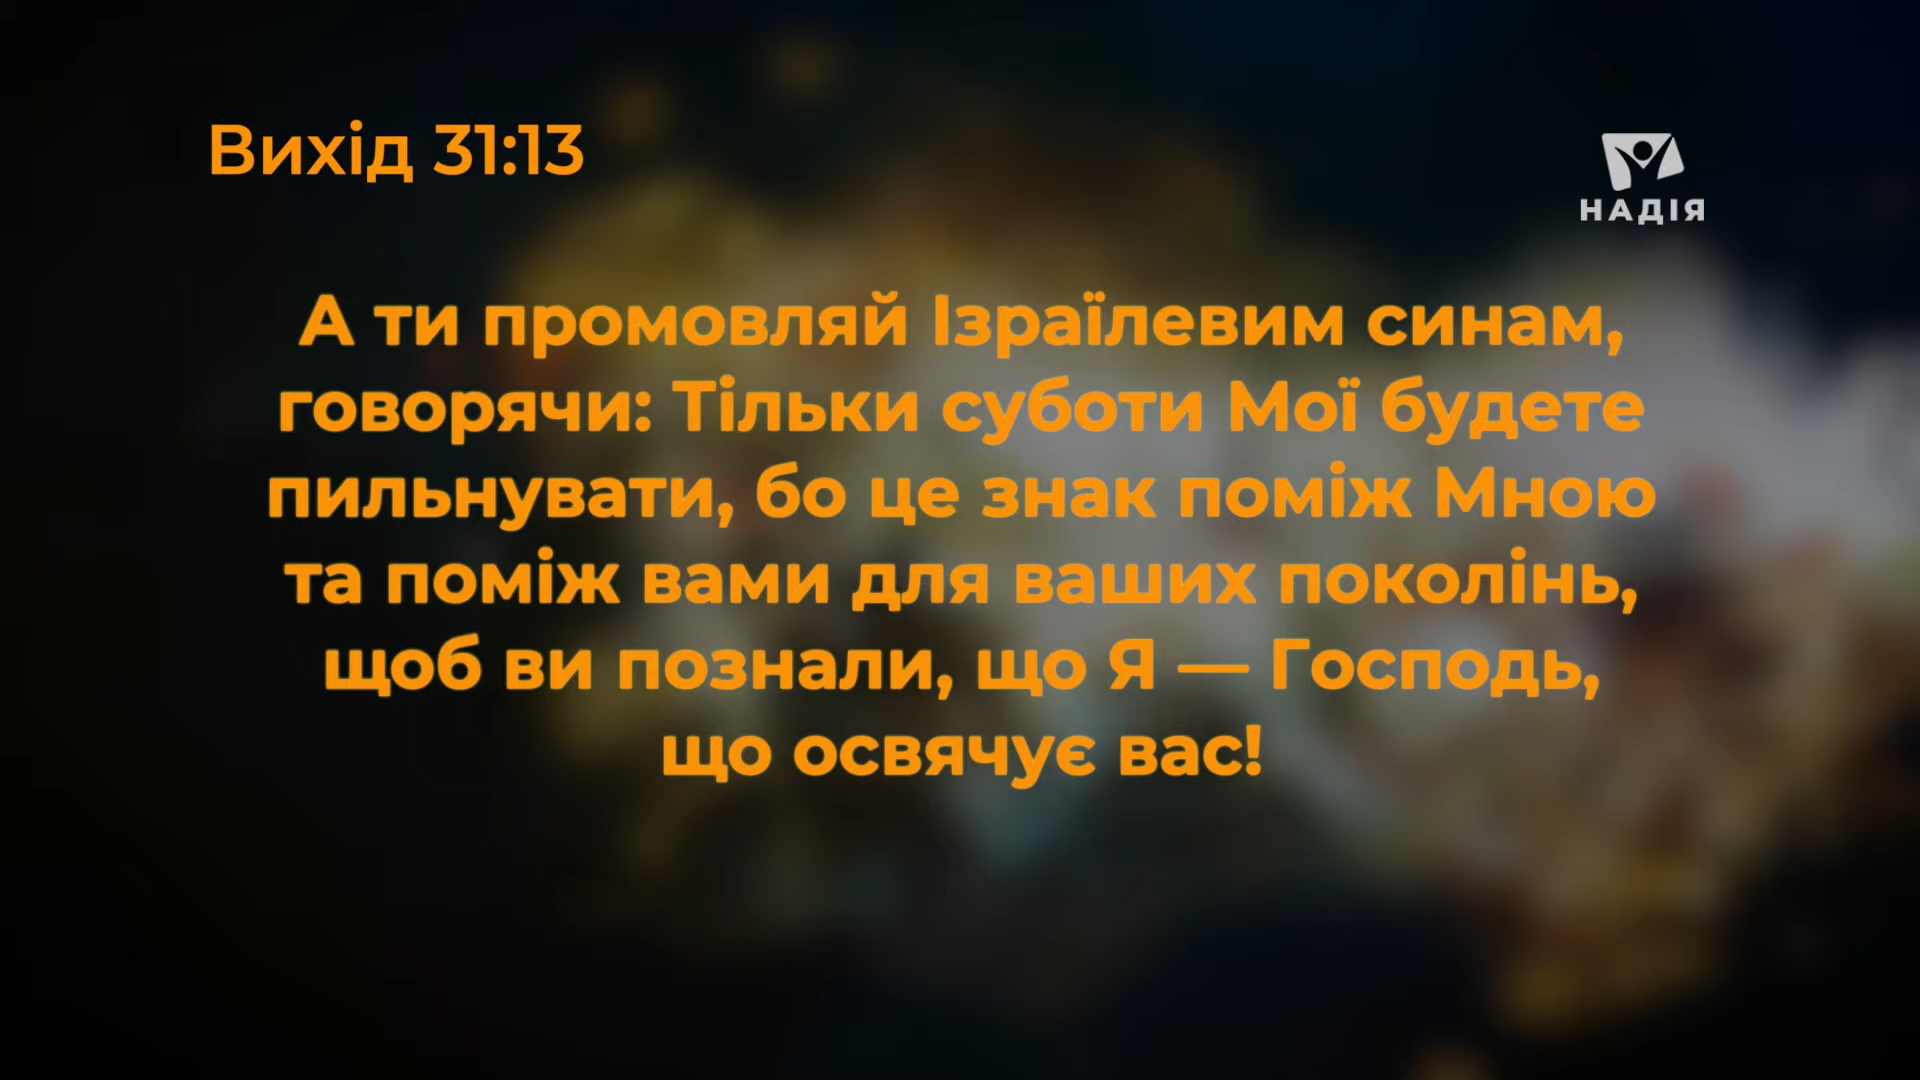 Вихід 31:13
НАДІЯ
А ти промовляй Ізраїлевим синам,
говорячи: Тільки суботи Мої будете
пильнувати, бо це знак поміж Мною
та поміж вами для ваших поколінь,
щоб ви познали, що Я — Господь,
що освячує вас!